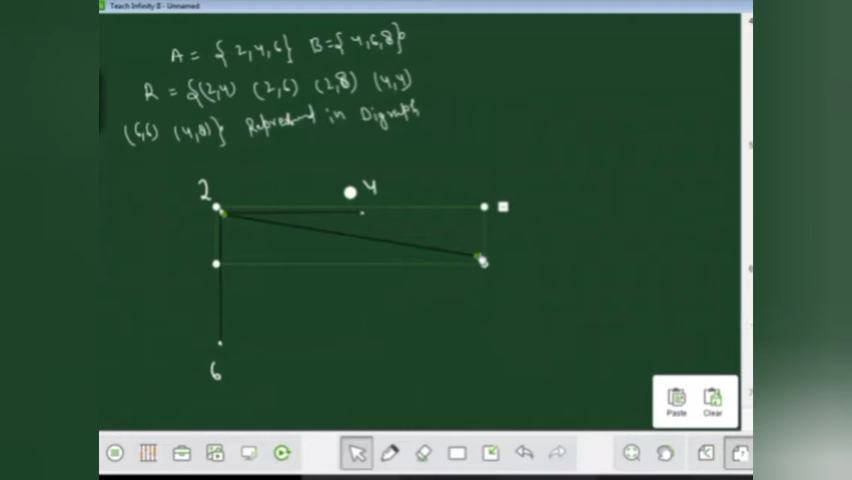 Teach Infinity 8 - Unnamed
A = { 2,4,6} B={ 4,6,8}
R = {(2,4) (2,6) (2,8) (4,4)
(6,6) (4,8)} Represent in Digraph
2 4
6
Paste Clear